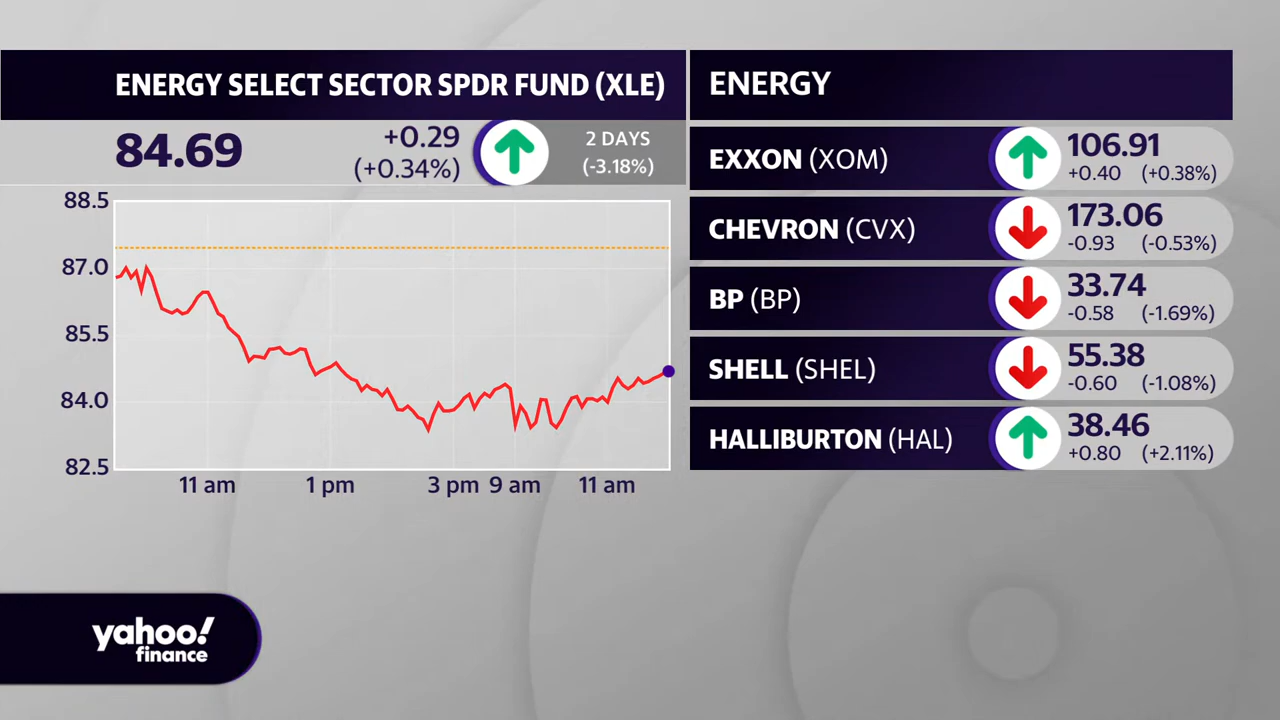 ENERGY SELECT SECTOR SPDR FUND (XLE)
84.69
+0.29
(+0.34%)
2 DAYS
(-3.18%)
88.5
87.0
85.5
84.0
82.5
11 am
1 pm
3 pm
9 am
11 am
ENERGY
EXXON (XOM)
106.91
+0.40 (+0.38%)
CHEVRON (CVX)
173.06
-0.93 (-0.53%)
BP (BP)
33.74
-0.58 (-1.69%)
SHELL (SHEL)
55.38
-0.60 (-1.08%)
HALLIBURTON (HAL)
38.46
+0.80 (+2.11%)
yahoo!
finance